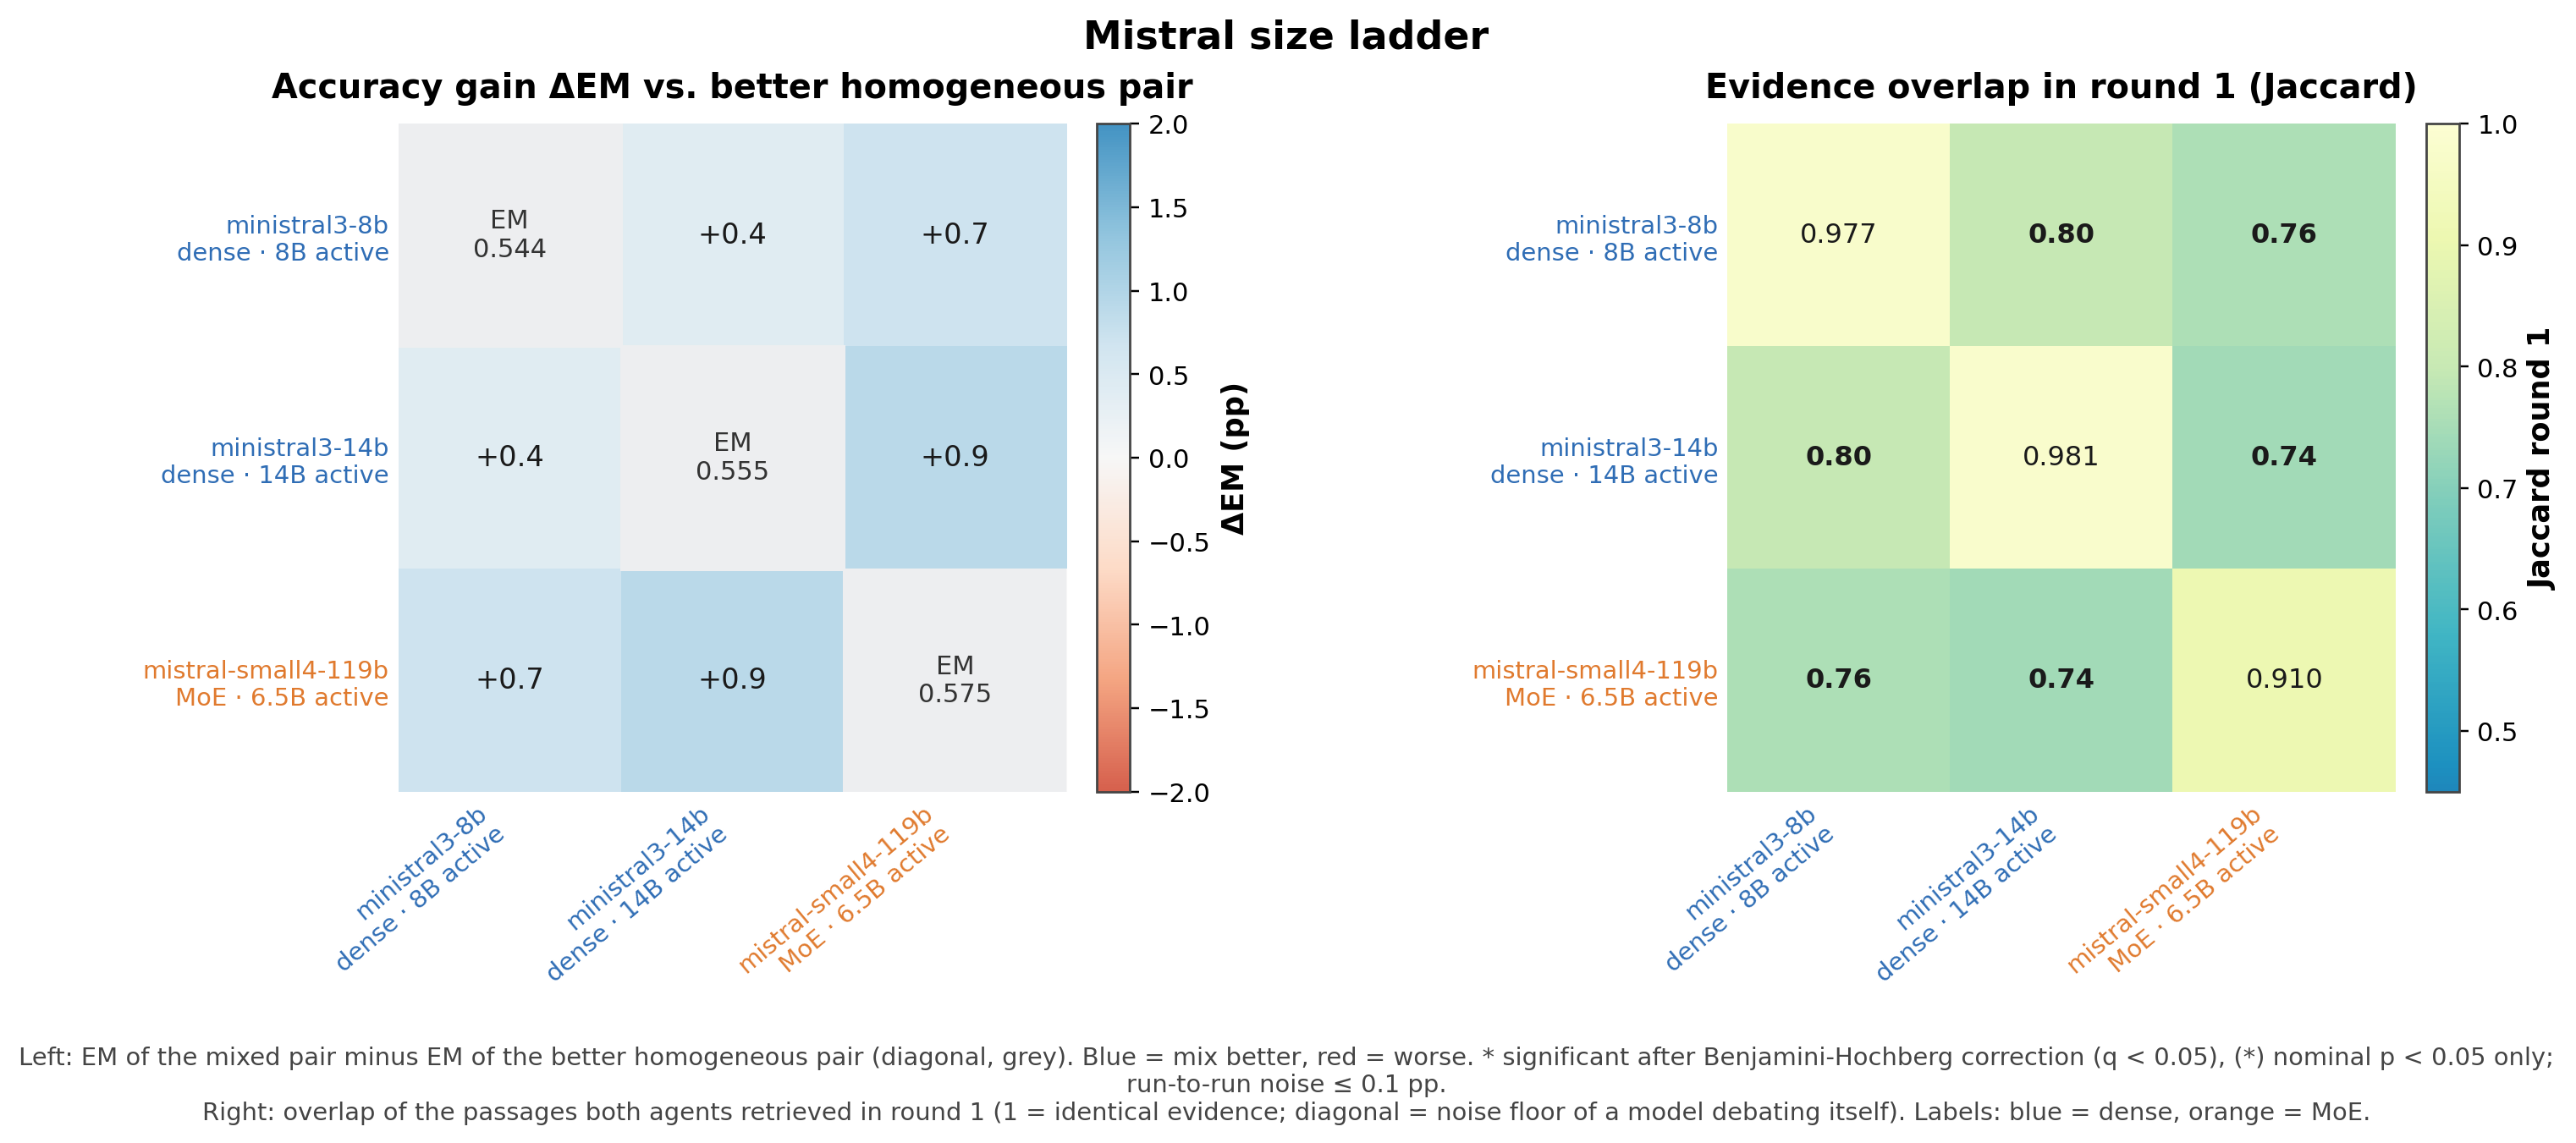 Mistral size ladder
Accuracy gain ΔEM vs. better homogeneous pair
ministral3-8b
dense · 8B active
ministral3-14b
dense · 14B active
mistral-small4-119b
MoE · 6.5B active
EM
0.544
+0.4
+0.7
+0.4
EM
0.555
+0.9
+0.7
+0.9
EM
0.575
ministral3-8b
dense · 8B active
ministral3-14b
dense · 14B active
mistral-small4-119b
MoE · 6.5B active
2.0
1.5
1.0
0.5
0.0
−0.5
−1.0
−1.5
−2.0
ΔEM (pp)
Evidence overlap in round 1 (Jaccard)
ministral3-8b
dense · 8B active
ministral3-14b
dense · 14B active
mistral-small4-119b
MoE · 6.5B active
0.977
0.80
0.76
0.80
0.981
0.74
0.76
0.74
0.910
ministral3-8b
dense · 8B active
ministral3-14b
dense · 14B active
mistral-small4-119b
MoE · 6.5B active
1.0
0.9
0.8
0.7
0.6
0.5
Jaccard round 1
Left: EM of the mixed pair minus EM of the better homogeneous pair (diagonal, grey). Blue = mix better, red = worse. * significant after Benjamini-Hochberg correction (q < 0.05), (*) nominal p < 0.05 only;
run-to-run noise ≤ 0.1 pp.
Right: overlap of the passages both agents retrieved in round 1 (1 = identical evidence; diagonal = noise floor of a model debating itself). Labels: blue = dense, orange = MoE.